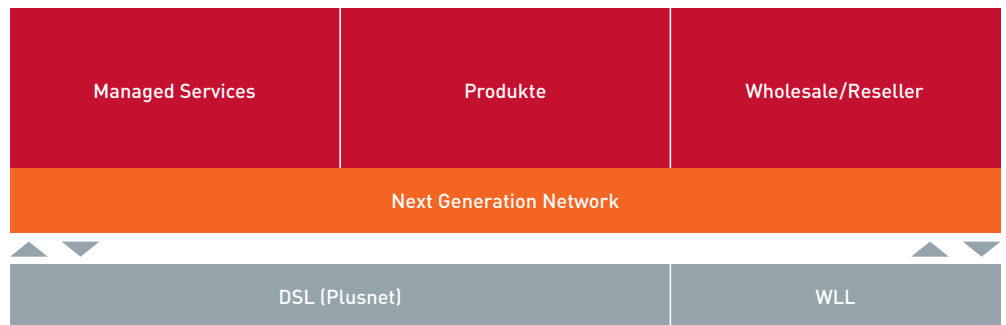 Managed Services
Produkte
Wholesale/Reseller
Next Generation Network
DSL (Plusnet)
WLL